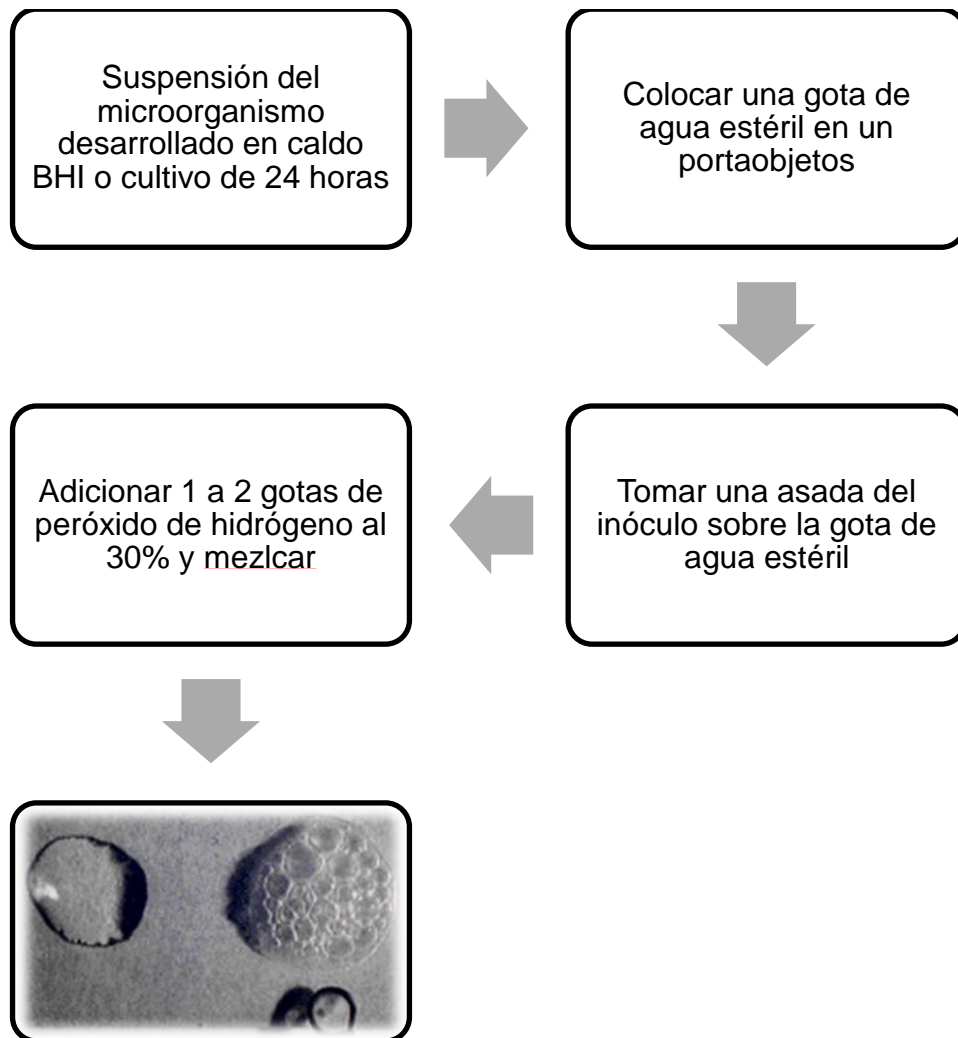 Suspensión del
microorganismo
desarrollado en caldo
BHI o cultivo de 24 horas
Colocar una gota de
agua estéril en un
portaobjetos
Tomar una asada del
inóculo sobre la gota de
agua estéril
Adicionar 1 a 2 gotas de
peróxido de hidrógeno al
30% y mezlcar